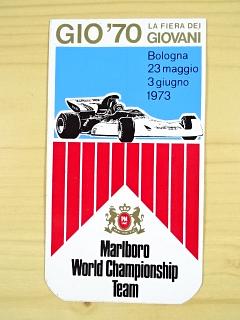 GIO '70 LA FIERA DEI
GIOVANI
Bologna
23 maggio
3 giugno
1973
Marlboro
World Championship
Team